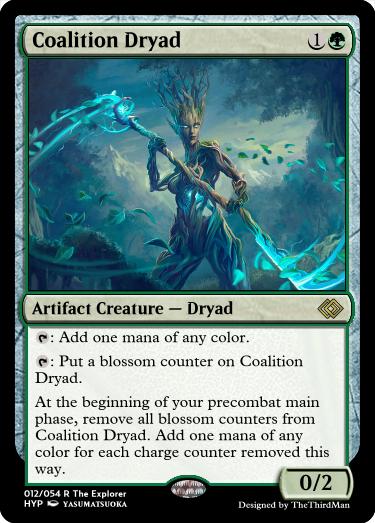 Coalition Dryad 1
Artifact Creature — Dryad
: Add one mana of any color.
: Put a blossom counter on Coalition
Dryad.
At the beginning of your precombat main
phase, remove all blossom counters from
Coalition Dryad. Add one mana of any
color for each charge counter removed this
way.
0/2
012/054 R The Explorer
HYP YASUMATSUOKA
Designed by TheThirdMan